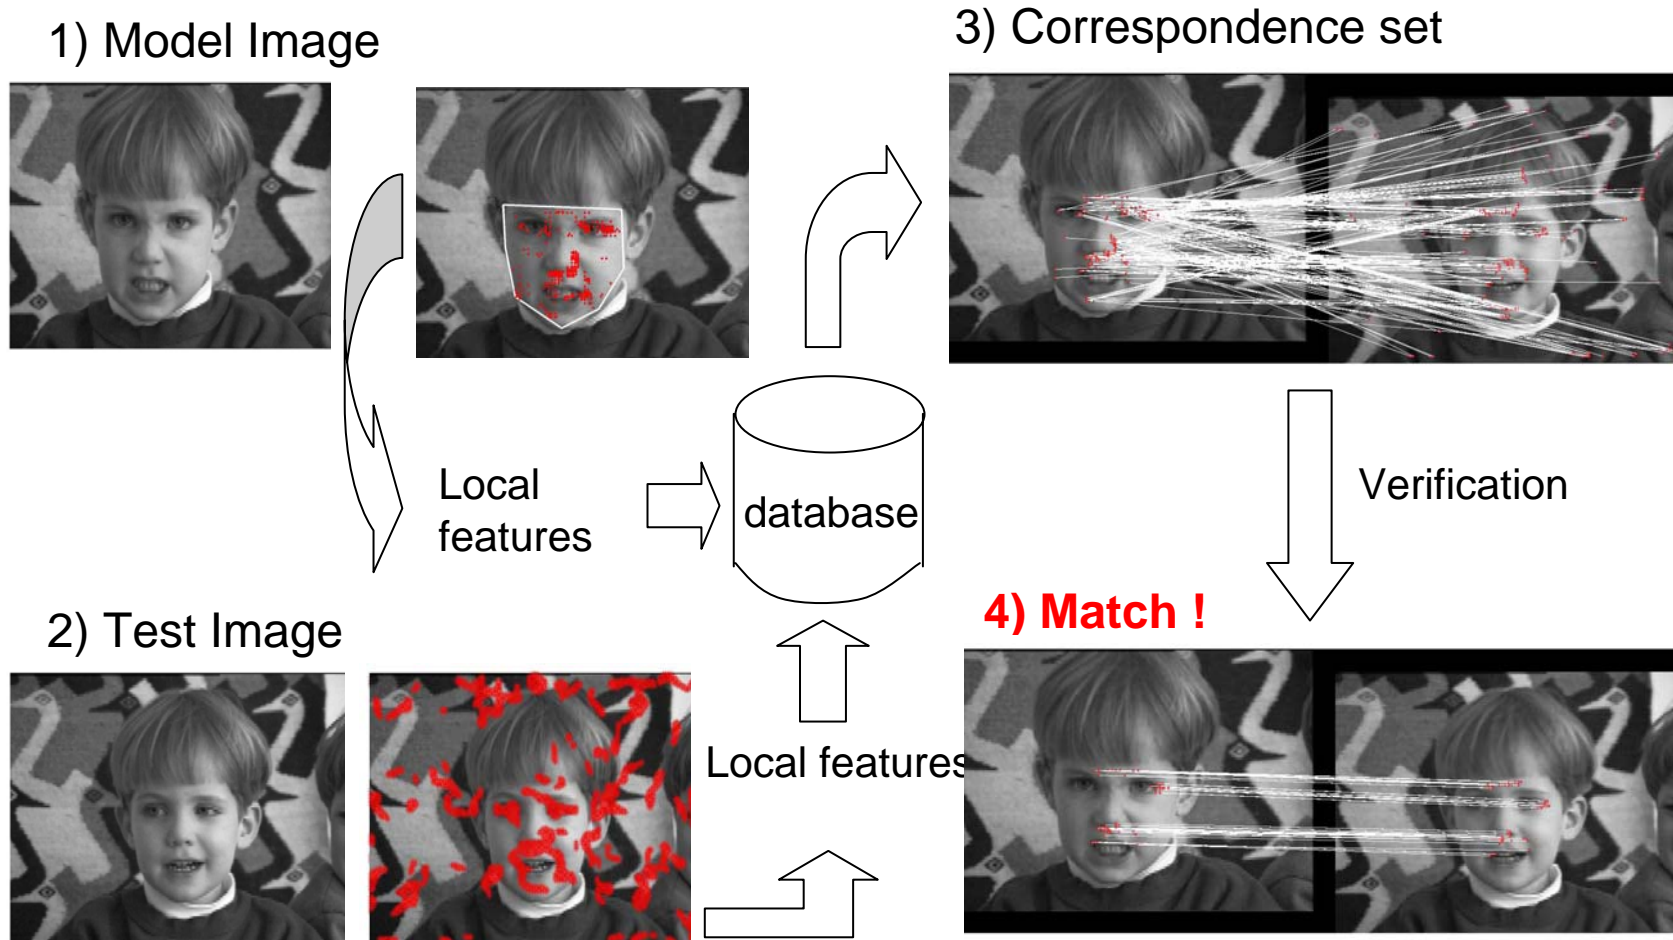 1) Model Image
Local
features
database
2) Test Image
Local features
3) Correspondence set
Verification
4) Match !